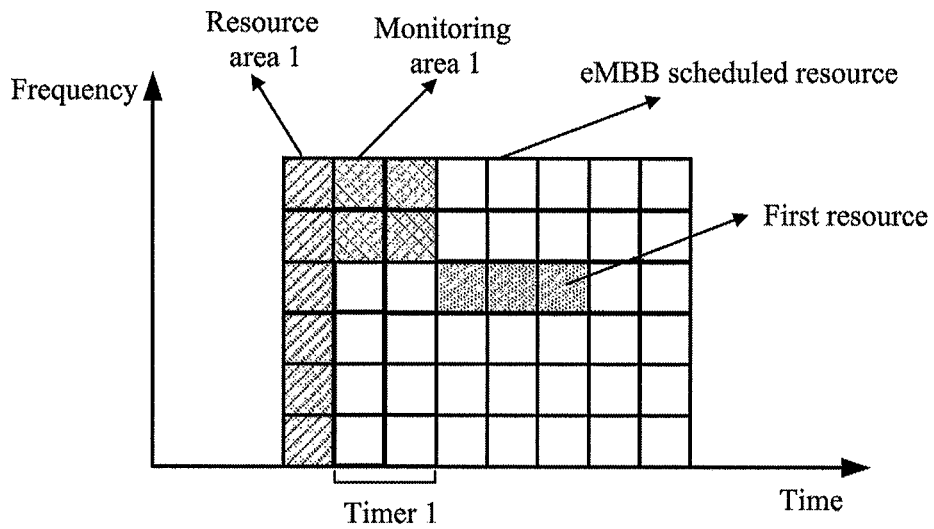 Resource
area 1
Monitoring
area 1
eMBB scheduled resource
Frequency
First resource
Timer 1
Time